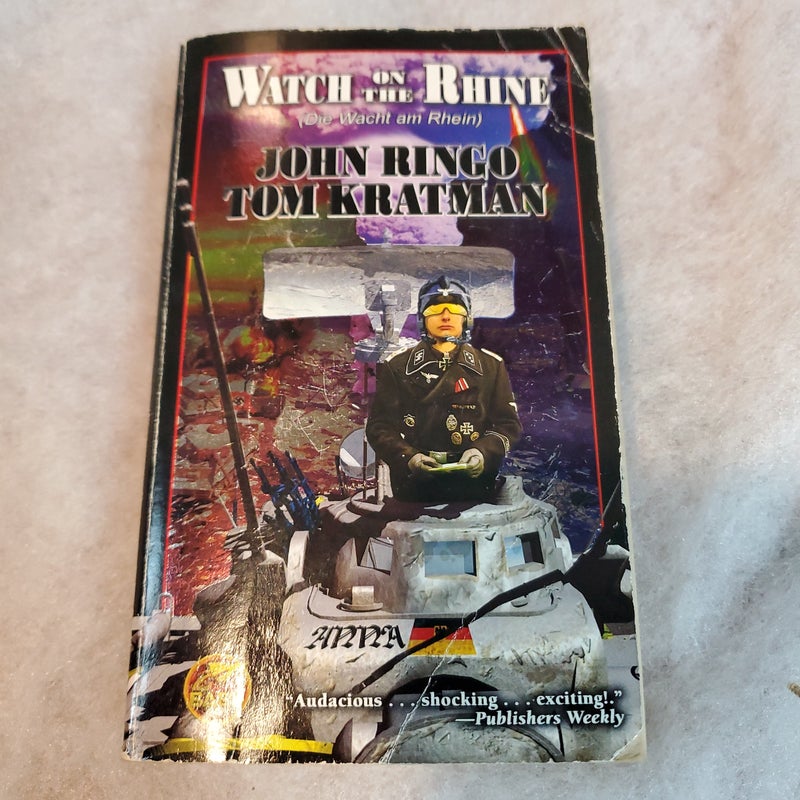 WATCH ON THE RHINE
(Die Wacht am Rhein)
JOHN RINGO
TOM KRATMAN
ANNA
"Audacious . . . shocking . . . exciting!."
—Publishers Weekly